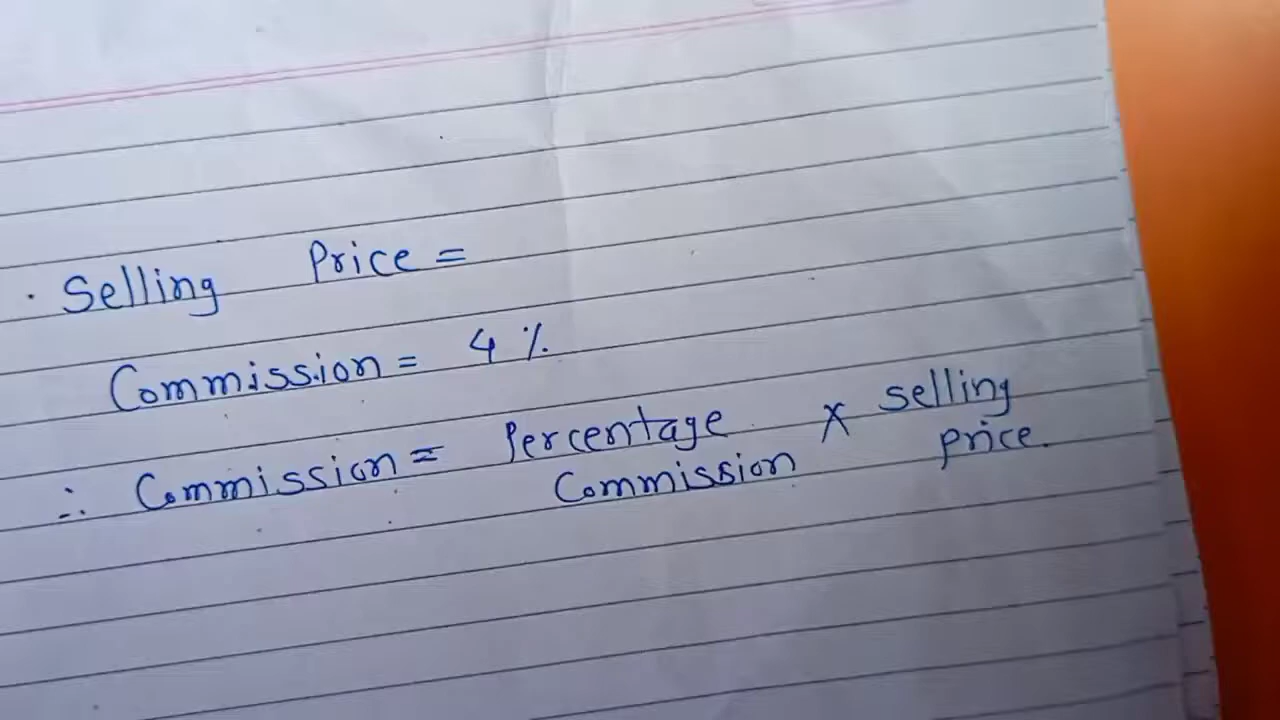 . Selling Price =
Commission = 4 %
∴ Commission = Percentage Commission × selling price.